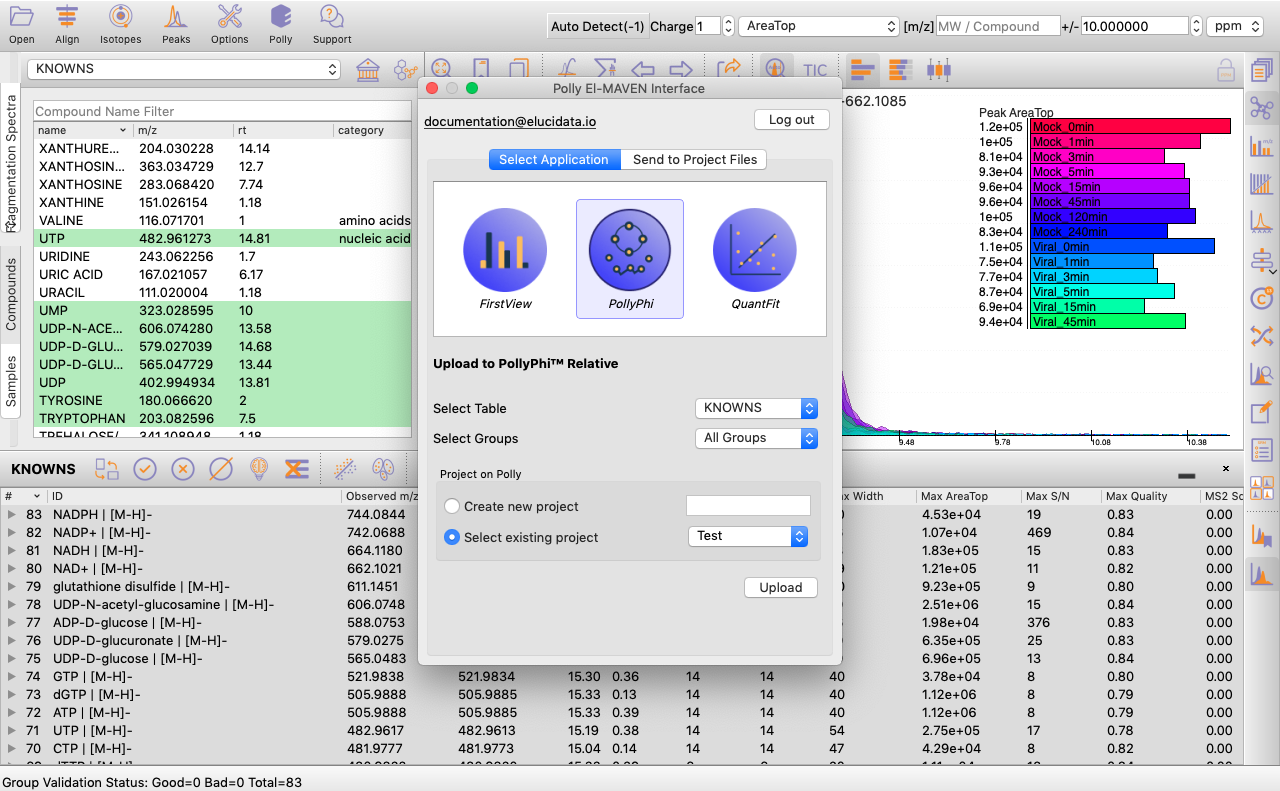 Open Align Isotopes Peaks Options Polly Support Auto Detect(-1) Charge 1 AreaTop [m/z] MW / Compound +/- 10.000000 ppm
KNOWNS TIC
Fragmentation Spectra
Compounds
Samples
Compound Name Filter
name m/z rt category
XANTHURE... 204.030228 14.14
XANTHOSIN... 363.034729 12.7
XANTHOSINE 283.068420 7.74
XANTHINE 151.026154 1.18
VALINE 116.071701 1 amino acids
UTP 482.961273 14.81 nucleic acid
URIDINE 243.062256 1.7
URIC ACID 167.021057 6.17
URACIL 111.020004 1.18
UMP 323.028595 10
UDP-N-ACE... 606.074280 13.58
UDP-D-GLU... 579.027039 14.68
UDP-D-GLU... 565.047729 13.44
UDP 402.994934 13.81
TYROSINE 180.066620 2
TRYPTOPHAN 203.082596 7.5
TREHALOSE/ 341.108948 1.18
Polly El-MAVEN Interface
documentation@elucidata.io Log out
Select Application Send to Project Files
FirstView PollyPhi QuantFit
Upload to PollyPhi™ Relative
Select Table KNOWNS
Select Groups All Groups
Project on Polly
Create new project
Select existing project Test
Upload
-662.1085
Peak AreaTop
1.2e+05 Mock_0min
1e+05 Mock_1min
8.1e+04 Mock_3min
9.3e+04 Mock_5min
9.6e+04 Mock_15min
9.6e+04 Mock_45min
1e+05 Mock_120min
8.3e+04 Mock_240min
1.1e+05 Viral_0min
7.5e+04 Viral_1min
7.7e+04 Viral_3min
8.7e+04 Viral_5min
6.9e+04 Viral_15min
9.4e+04 Viral_45min
9.48 9.78 10.08 10.38
KNOWNS
# ID Observed m/z x Width Max AreaTop Max S/N Max Quality MS2 Sc
83 NADPH | [M-H]- 744.0844 4.53e+04 19 0.83 0.00
82 NADP+ | [M-H]- 742.0688 1.07e+04 469 0.84 0.00
81 NADH | [M-H]- 664.1180 1.83e+05 15 0.83 0.00
80 NAD+ | [M-H]- 662.1021 1.21e+05 11 0.82 0.00
79 glutathione disulfide | [M-H]- 611.1451 9.23e+05 9 0.80 0.00
78 UDP-N-acetyl-glucosamine | [M-H]- 606.0748 2.51e+06 15 0.84 0.00
77 ADP-D-glucose | [M-H]- 588.0753 1.98e+04 376 0.83 0.00
76 UDP-D-glucuronate | [M-H]- 579.0275 6.35e+05 25 0.83 0.00
75 UDP-D-glucose | [M-H]- 565.0483 6.96e+05 13 0.84 0.00
74 GTP | [M-H]- 521.9838 521.9834 15.30 0.36 14 14 40 3.78e+04 8 0.80 0.00
73 dGTP | [M-H]- 505.9888 505.9885 15.33 0.13 14 14 40 1.12e+06 8 0.79 0.00
72 ATP | [M-H]- 505.9888 505.9885 15.33 0.39 14 14 40 1.12e+06 8 0.79 0.00
71 UTP | [M-H]- 482.9617 482.9613 15.19 0.38 14 14 54 2.75e+05 17 0.78 0.00
70 CTP | [M-H]- 481.9777 481.9773 15.04 0.14 14 14 47 4.29e+04 8 0.82 0.00
Group Validation Status: Good=0 Bad=0 Total=83